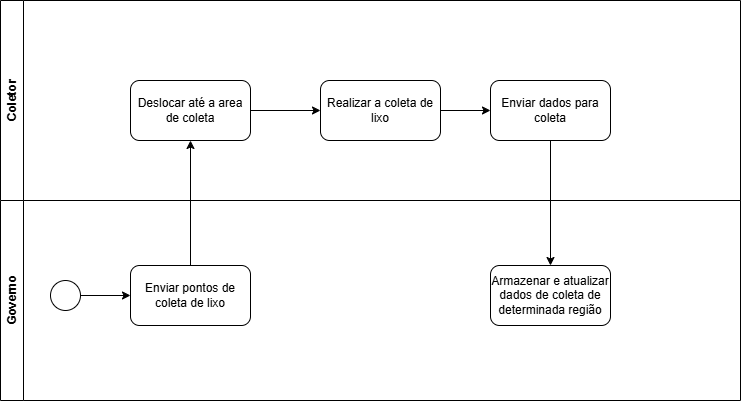 Coletor
Deslocar até a area
de coleta
Realizar a coleta de
lixo
Enviar dados para
coleta
Governo
Enviar pontos de
coleta de lixo
Armazenar e atualizar
dados de coleta de
determinada região